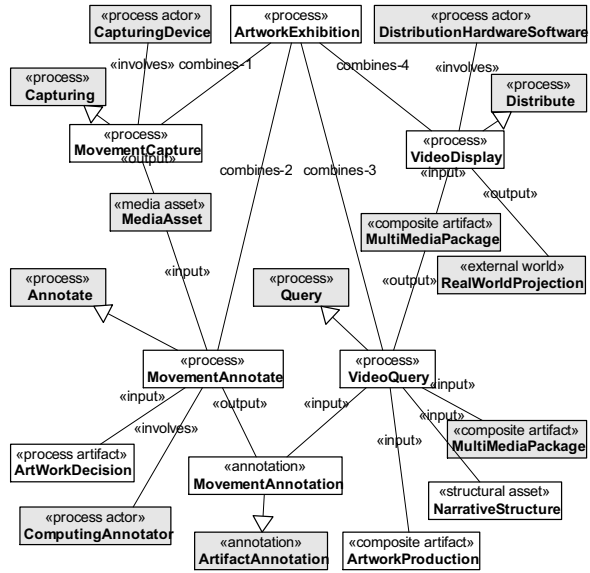 «process actor»
CapturingDevice
«process»
ArtworkExhibition
«process actor»
DistributionHardwareSoftware
«involves»
combines-1
combines-4
«involves»
«process»
Capturing
«process»
Distribute
«process»
MovementCapture
«output»
«process»
VideoDisplay
«input»
combines-2
combines-3
«output»
«media asset»
MediaAsset
«composite artifact»
MultiMediaPackage
«input»
«external world»
RealWorldProjection
«process»
Annotate
«process»
Query
«output»
«process»
MovementAnnotate
«process»
VideoQuery
«input»
«input»
«output»
«input»
«input»
«involves»
«input»
«composite artifact»
MultiMediaPackage
«process artifact»
ArtWorkDecision
«annotation»
MovementAnnotation
«structural asset»
NarrativeStructure
«process actor»
ComputingAnnotator
«annotation»
ArtifactAnnotation
«composite artifact»
ArtworkProduction